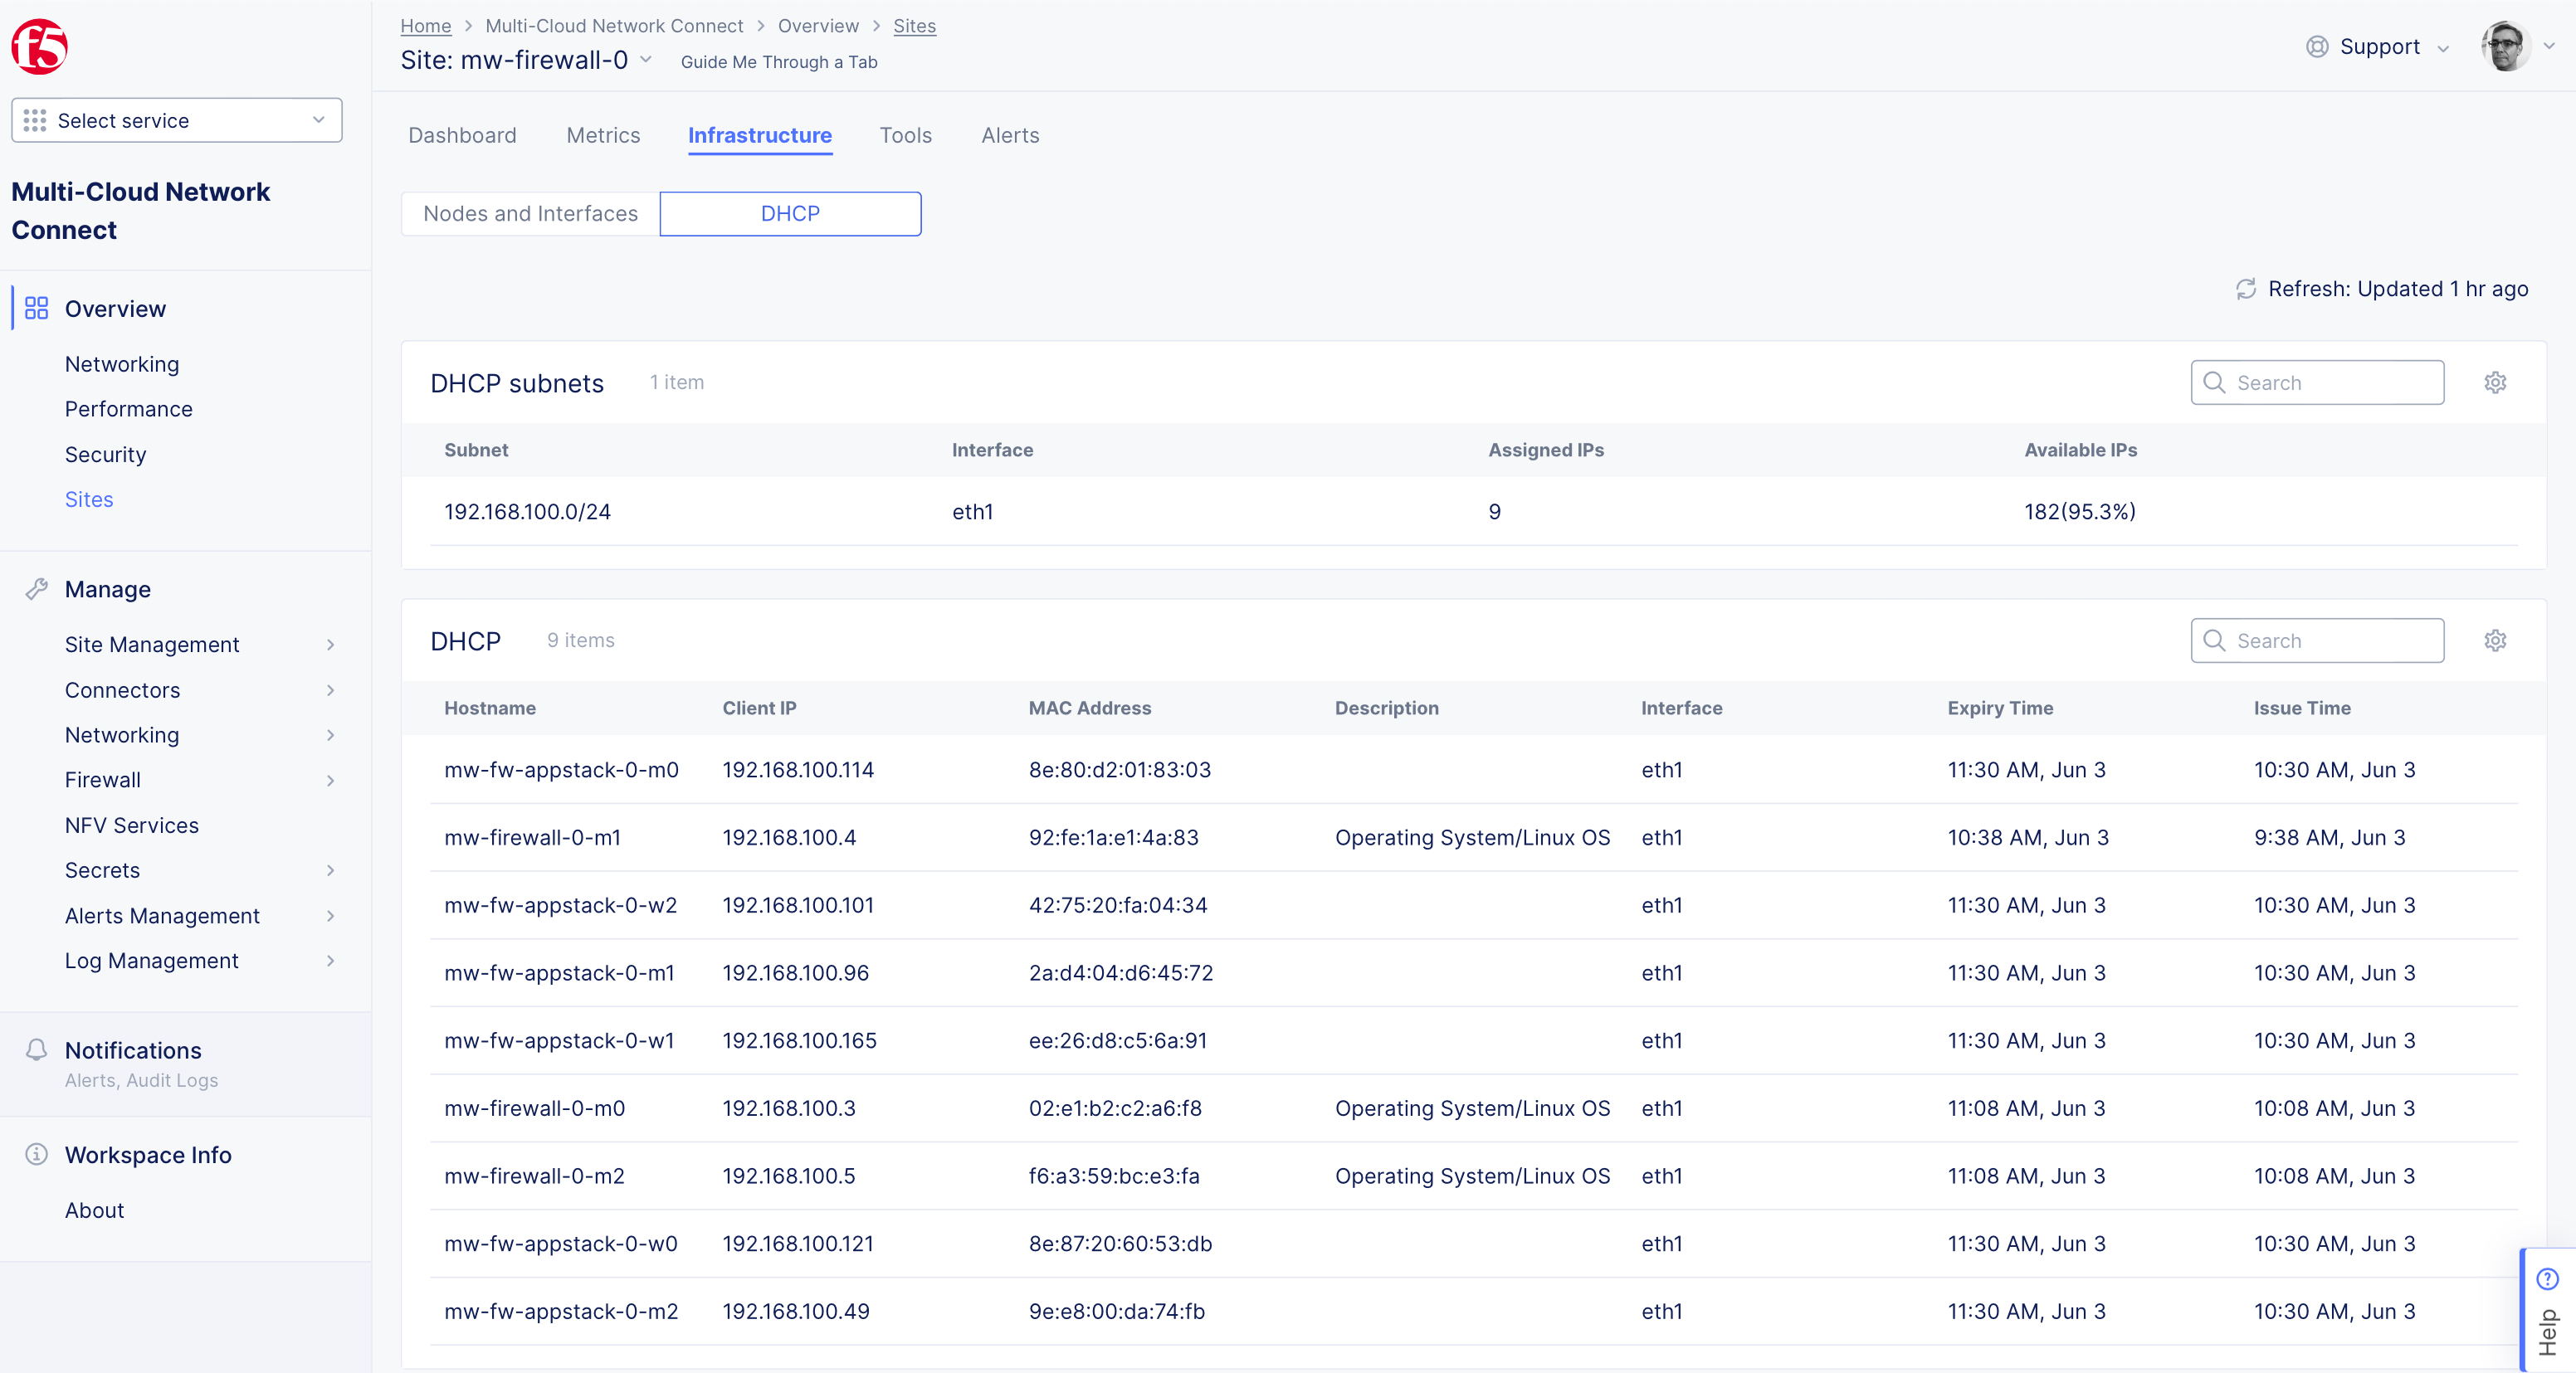 f5
Select service
Multi-Cloud Network
Connect
Overview
Networking
Performance
Security
Sites
Manage
Site Management
Connectors
Networking
Firewall
NFV Services
Secrets
Alerts Management
Log Management
Notifications
Alerts, Audit Logs
Workspace Info
About
Home > Multi-Cloud Network Connect > Overview > Sites
Site: mw-firewall-0 Guide Me Through a Tab
Support
Dashboard Metrics Infrastructure Tools Alerts
Nodes and Interfaces DHCP
Refresh: Updated 1 hr ago
DHCP subnets 1 item Search
Subnet Interface Assigned IPs Available IPs
192.168.100.0/24 eth1 9 182(95.3%)
DHCP 9 items Search
Hostname Client IP MAC Address Description Interface Expiry Time Issue Time
mw-fw-appstack-0-m0 192.168.100.114 8e:80:d2:01:83:03 eth1 11:30 AM, Jun 3 10:30 AM, Jun 3
mw-firewall-0-m1 192.168.100.4 92:fe:1a:e1:4a:83 Operating System/Linux OS eth1 10:38 AM, Jun 3 9:38 AM, Jun 3
mw-fw-appstack-0-w2 192.168.100.101 42:75:20:fa:04:34 eth1 11:30 AM, Jun 3 10:30 AM, Jun 3
mw-fw-appstack-0-m1 192.168.100.96 2a:d4:04:d6:45:72 eth1 11:30 AM, Jun 3 10:30 AM, Jun 3
mw-fw-appstack-0-w1 192.168.100.165 ee:26:d8:c5:6a:91 eth1 11:30 AM, Jun 3 10:30 AM, Jun 3
mw-firewall-0-m0 192.168.100.3 02:e1:b2:c2:a6:f8 Operating System/Linux OS eth1 11:08 AM, Jun 3 10:08 AM, Jun 3
mw-firewall-0-m2 192.168.100.5 f6:a3:59:bc:e3:fa Operating System/Linux OS eth1 11:08 AM, Jun 3 10:08 AM, Jun 3
mw-fw-appstack-0-w0 192.168.100.121 8e:87:20:60:53:db eth1 11:30 AM, Jun 3 10:30 AM, Jun 3
mw-fw-appstack-0-m2 192.168.100.49 9e:e8:00:da:74:fb eth1 11:30 AM, Jun 3 10:30 AM, Jun 3
Help